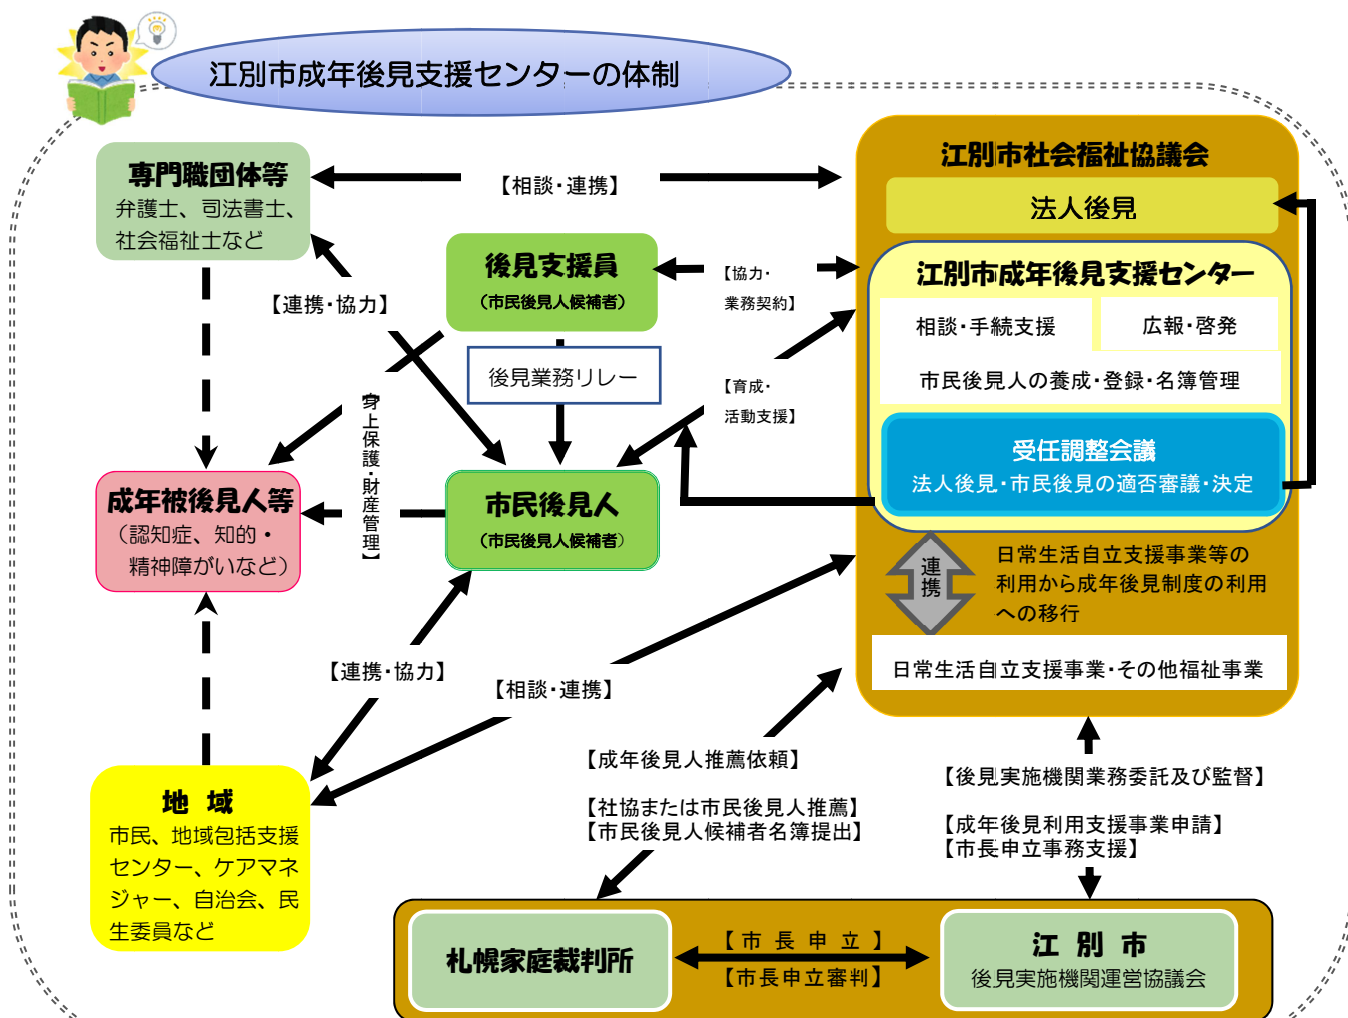 江別市成年後見支援センターの体制
専門職団体等
弁護士、司法書士、
社会福祉士など
【相談・連携】
江別市社会福祉協議会
法人後見
後見支援員
（市民後見人候補者）
【協力・
業務契約】
江別市成年後見支援センター
相談・手続支援
広報・啓発
市民後見人の養成・登録・名簿管理
【連携・協力】
後見業務リレー
【育成・
活動支援】
受任調整会議
法人後見・市民後見の適否審議・決定
【身上保護・財産管理】
成年被後見人等
（認知症、知的・
精神障がいなど）
市民後見人
（市民後見人候補者）
連携
日常生活自立支援事業等の
利用から成年後見制度の利用
への移行
日常生活自立支援事業・その他福祉事業
【連携・協力】
【相談・連携】
地 域
市民、地域包括支援
センター、ケアマネ
ジャー、自治会、民
生委員など
【成年後見人推薦依頼】
【社協または市民後見人推薦】
【市民後見人候補者名簿提出】
【後見実施機関業務委託及び監督】
【成年後見利用支援事業申請】
【市長申立事務支援】
札幌家庭裁判所
【 市 長 申 立 】
【市長申立審判】
江 別 市
後見実施機関運営協議会